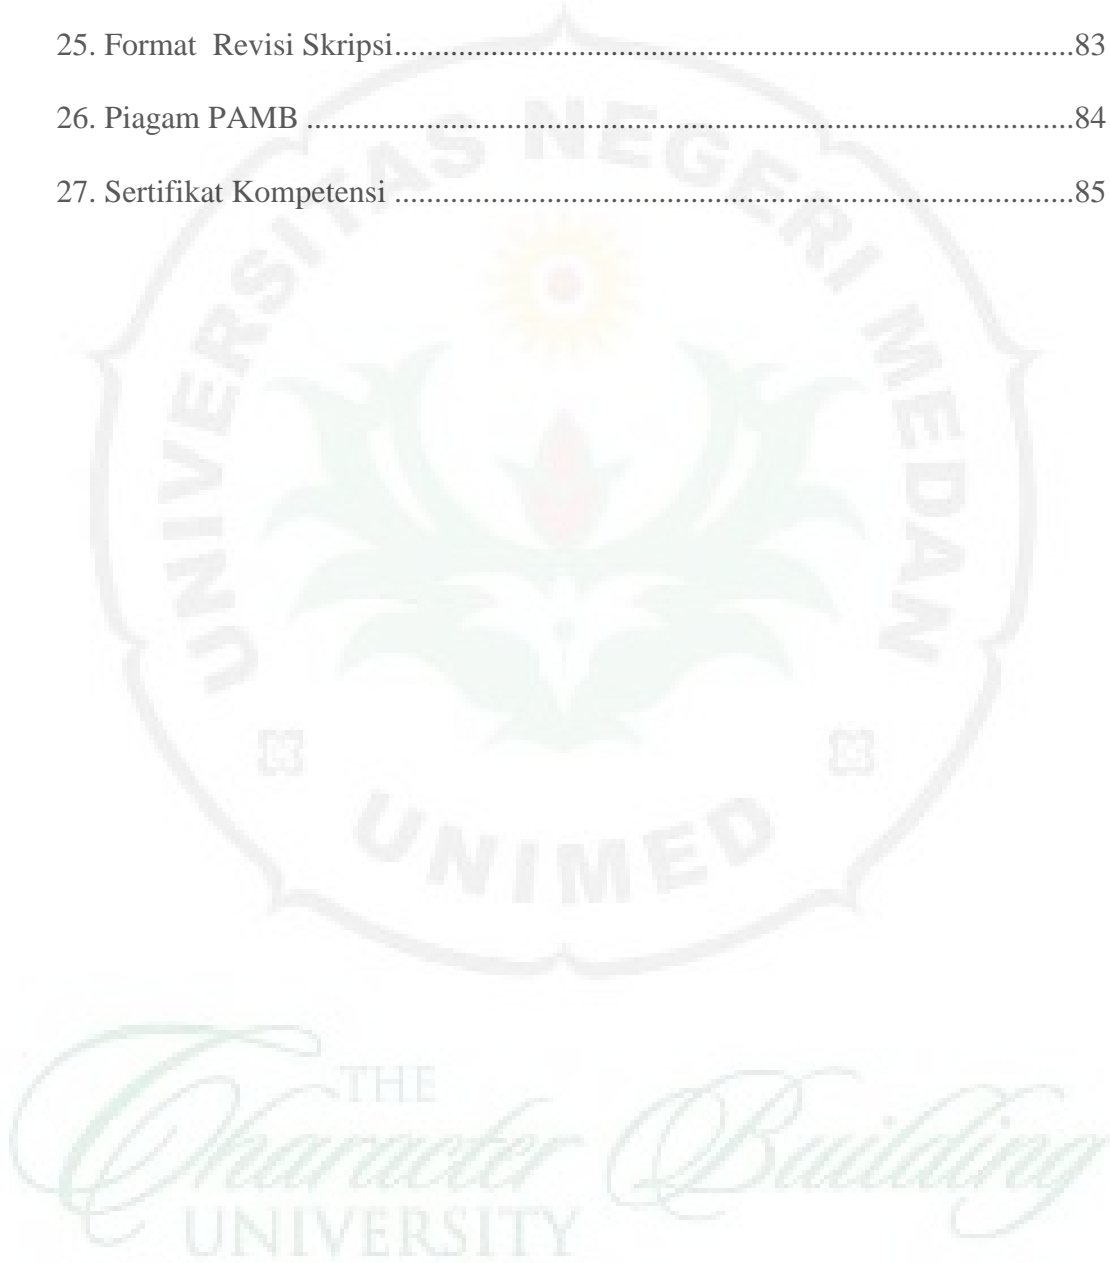 25. Format  Revisi Skripsi.....................................................................................83
26. Piagam PAMB ................................................................................................84
27. Sertifikat Kompetensi .....................................................................................85
UNIVERSITAS NEGERI MEDAN
UNIMED
THE
Character Building
UNIVERSITY